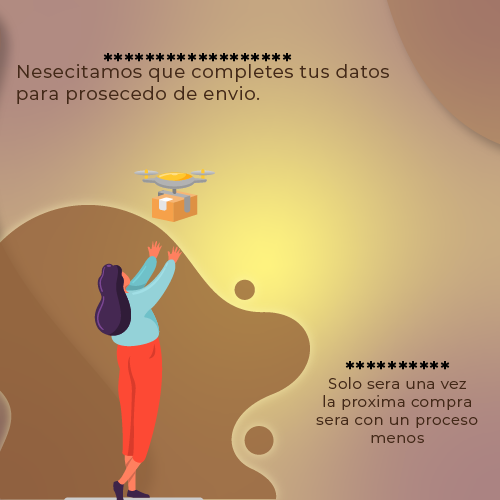 ******************
Nesecitamos que completes tus datos
para prosecedo de envio.
**********
Solo sera una vez
la proxima compra
sera con un proceso
menos